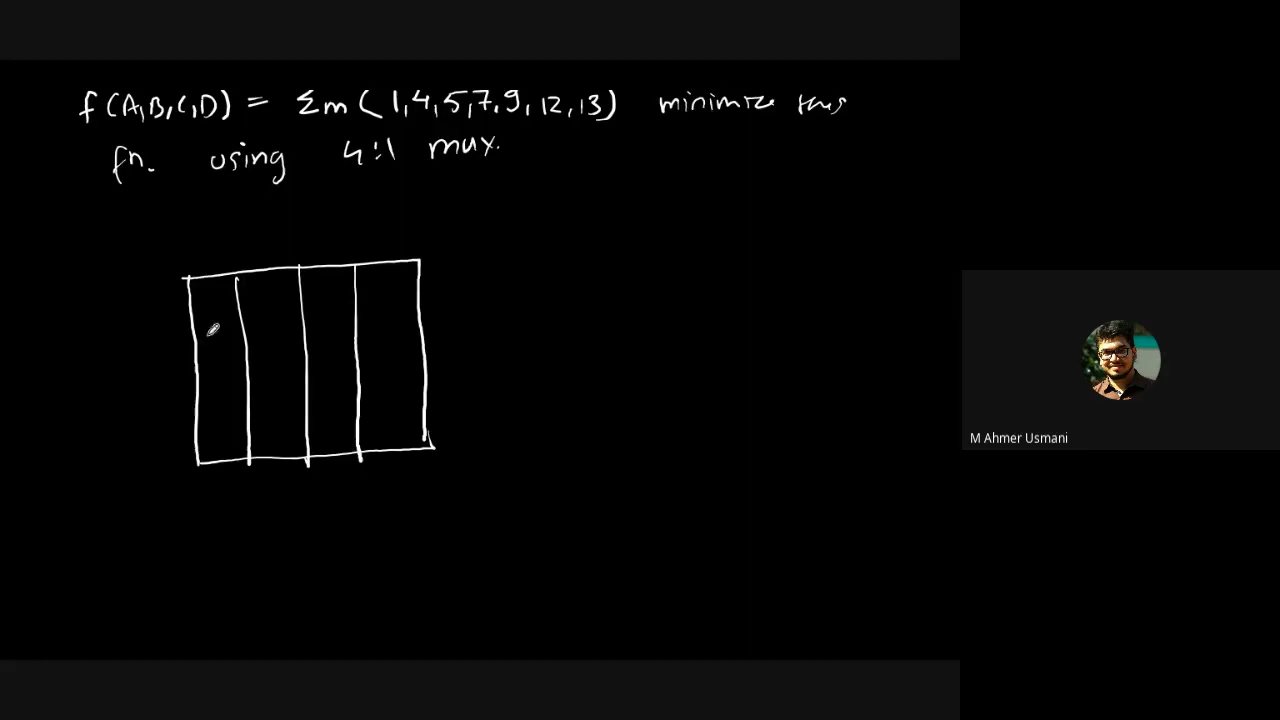 f(A,B,C,D) = Σm(1,4,5,7,9,12,13) minimize this
fn. using 4:1 mux.
M Ahmer Usmani